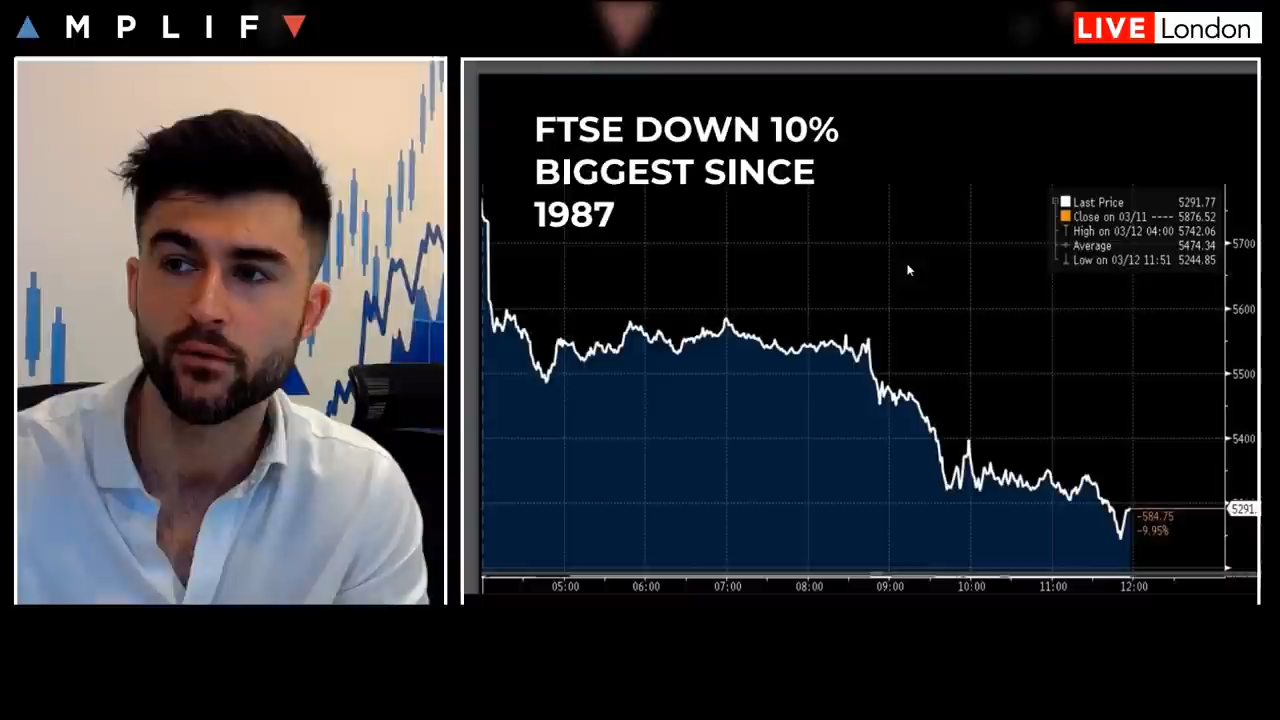 MPLIF
LIVE London
FTSE DOWN 10%
BIGGEST SINCE
1987
Last Price 5291.77
Close on 03/11 ---- 5876.52
High on 03/12 04:00 5742.06
Average 5474.34
Low on 03/12 11:51 5244.85
5700
5600
5500
5400
5291.
-584.75
-9.95%
05:00 06:00 07:00 08:00 09:00 10:00 11:00 12:00